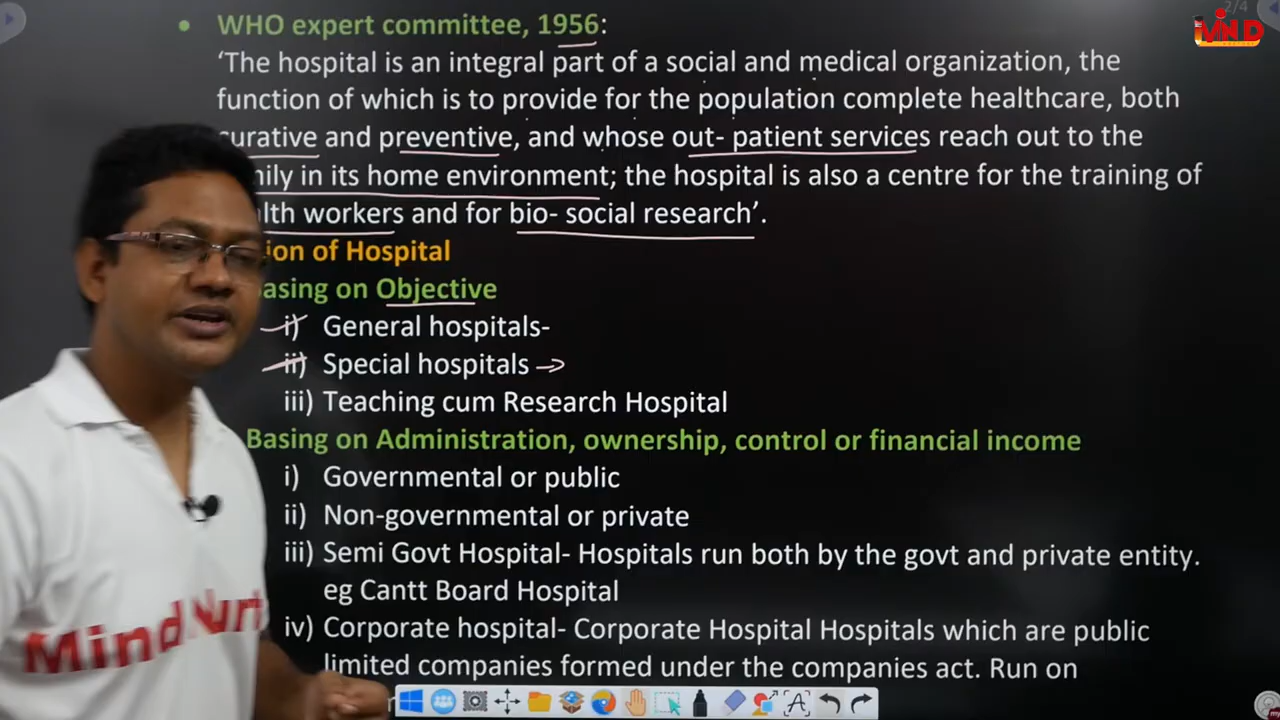 2/4
MIND
WHO expert committee, 1956:
‘The hospital is an integral part of a social and medical organization, the
function of which is to provide for the population complete healthcare, both
curative and preventive, and whose out- patient services reach out to the
in its home environment; the hospital is also a centre for the training of
workers and for bio- social research’.
of Hospital
on Objective
i) General hospitals-
ii) Special hospitals
iii) Teaching cum Research Hospital
Basing on Administration, ownership, control or financial income
i) Governmental or public
ii) Non-governmental or private
iii) Semi Govt Hospital- Hospitals run both by the govt and private entity.
eg Cantt Board Hospital
iv) Corporate hospital- Corporate Hospital Hospitals which are public
limited companies formed under the companies act. Run on
Mind